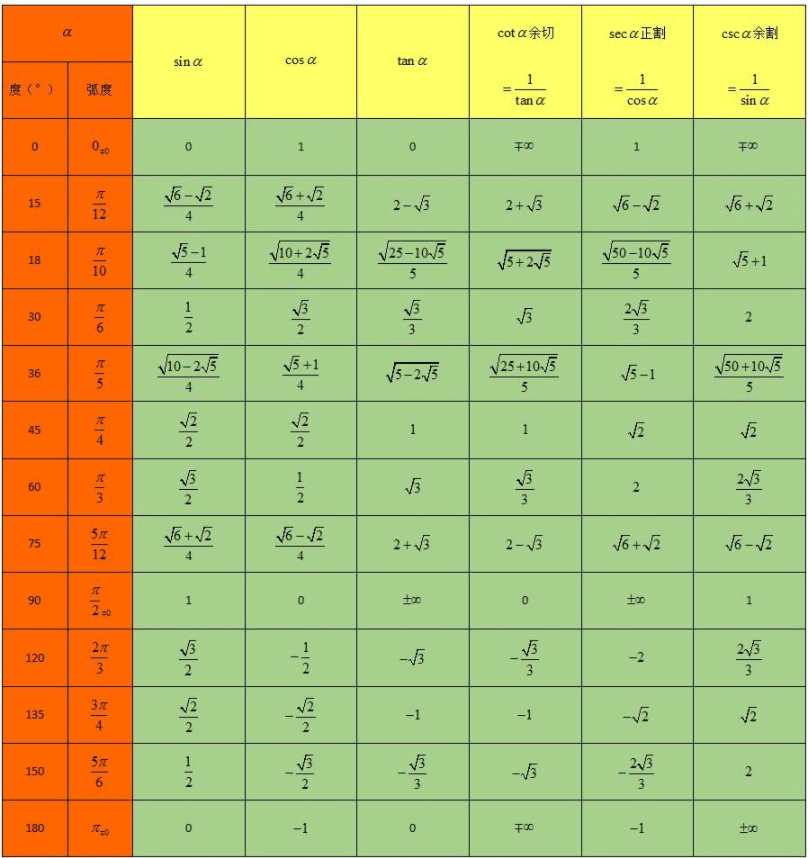 α sin α cos α tan α cot α余切 = 1/tan α sec α正割 = 1/cos α csc α余割 = 1/sin α
度（°） 弧度
0 0∓0 0 1 0 ∓∞ 1 ∓∞
15 π/12 (√6−√2)/4 (√6+√2)/4 2−√3 2+√3 √6−√2 √6+√2
18 π/10 (√5−1)/4 √(10+2√5)/4 √(25−10√5)/5 √(5+2√5) √(50−10√5)/5 √5+1
30 π/6 1/2 √3/2 √3/3 √3 2√3/3 2
36 π/5 √(10−2√5)/4 (√5+1)/4 √(5−2√5) √(25+10√5)/5 √5−1 √(50+10√5)/5
45 π/4 √2/2 √2/2 1 1 √2 √2
60 π/3 √3/2 1/2 √3 √3/3 2 2√3/3
75 5π/12 (√6+√2)/4 (√6−√2)/4 2+√3 2−√3 √6+√2 √6−√2
90 π/2∓0 1 0 ±∞ 0 ±∞ 1
120 2π/3 √3/2 −1/2 −√3 −√3/3 −2 2√3/3
135 3π/4 √2/2 −√2/2 −1 −1 −√2 √2
150 5π/6 1/2 −√3/2 −√3/3 −√3 −2√3/3 2
180 π∓0 0 −1 0 ∓∞ −1 ±∞